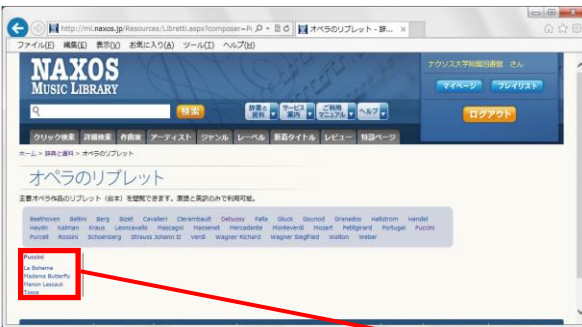 http://ml.naxos.jp/Resources/Libretti.aspx?composer=Pu
オペラのリブレット - 辞...
ファイル(F) 編集(E) 表示(V) お気に入り(A) ツール(T) ヘルプ(H)
NAXOS
MUSIC LIBRARY
ナクソス大学附属図書館 さん
マイページ プレイリスト
検索 辞書と資料 サービス案内 ご利用マニュアル ヘルプ
ログアウト
クリック検索 詳細検索 作曲家 アーティスト ジャンル レーベル 新着タイトル レビュー 特設ページ
ホーム > 辞典と資料 > オペラのリブレット
オペラのリブレット
主要オペラ作品のリブレット（台本）を閲覧できます。原語と英訳のみで利用可能。
Beethoven Bellini Berg Bizet Cavalieri Clerambault Debussy Falla Gluck Gounod Granados Hallstrom Handel
Haydn Kalman Kraus Leoncavallo Mascagni Massenet Mercadante Monteverdi Mozart Petitgirard Portugal Puccini
Purcell Rossini Schoenberg Strauss Johann II Verdi Wagner Richard Wagner Siegfried Walton Weber
Puccini
La Boheme
Madama Butterfly
Manon Lescaut
Tosca